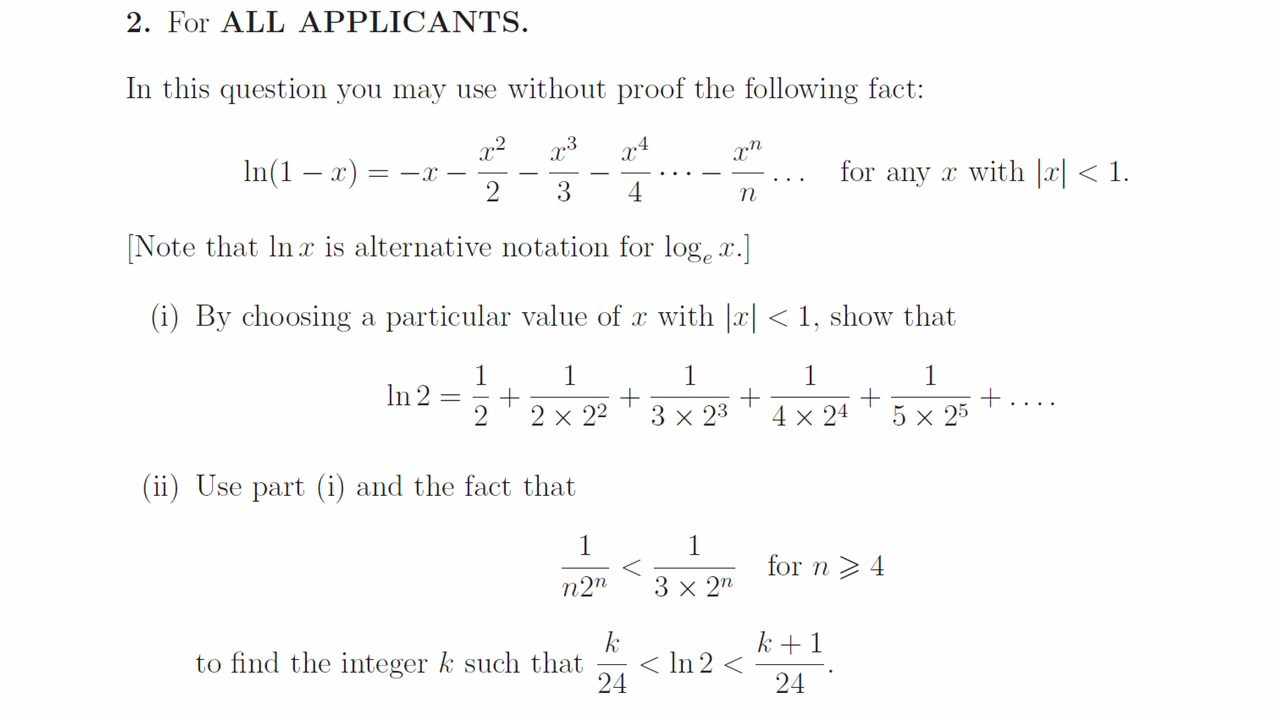 2. For ALL APPLICANTS.
In this question you may use without proof the following fact:
ln(1 − x) = −x − x²/2 − x³/3 − x⁴/4 ··· − xⁿ/n ... for any x with |x| < 1.
[Note that ln x is alternative notation for logₑ x.]
(i) By choosing a particular value of x with |x| < 1, show that
ln 2 = 1/2 + 1/(2 × 2²) + 1/(3 × 2³) + 1/(4 × 2⁴) + 1/(5 × 2⁵) + ....
(ii) Use part (i) and the fact that
1/(n2ⁿ) < 1/(3 × 2ⁿ) for n ⩾ 4
to find the integer k such that k/24 < ln 2 < (k + 1)/24.